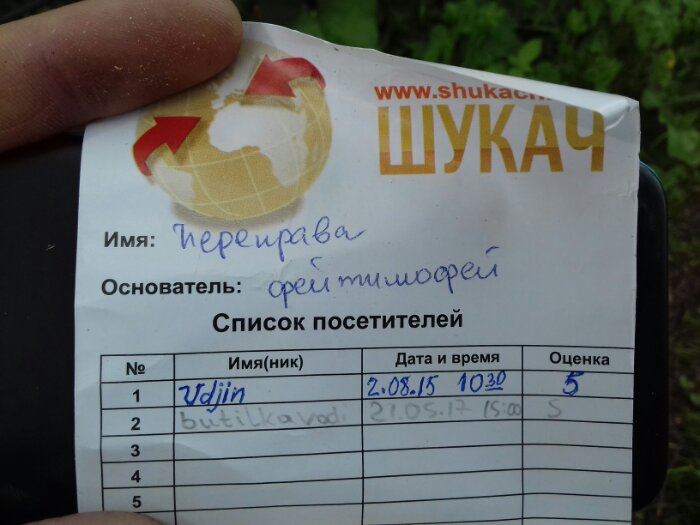 www.shukach.
ШУКАЧ
Имя: Переправа
Основатель: фейтимофей
Список посетителей
№ Имя(ник) Дата и время Оценка
1 Udjin 2.08.15 10 30 5
2 butilkavodi 21.05.17 15:00 5
3
4
5